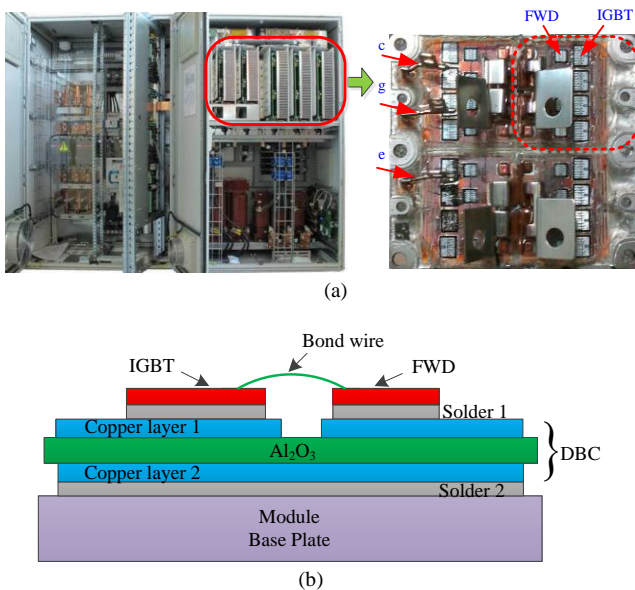 FWD
IGBT
c
g
e
(a)
Bond wire
IGBT
FWD
Solder 1
Copper layer 1
Al₂O₃
DBC
Copper layer 2
Solder 2
Module
Base Plate
(b)